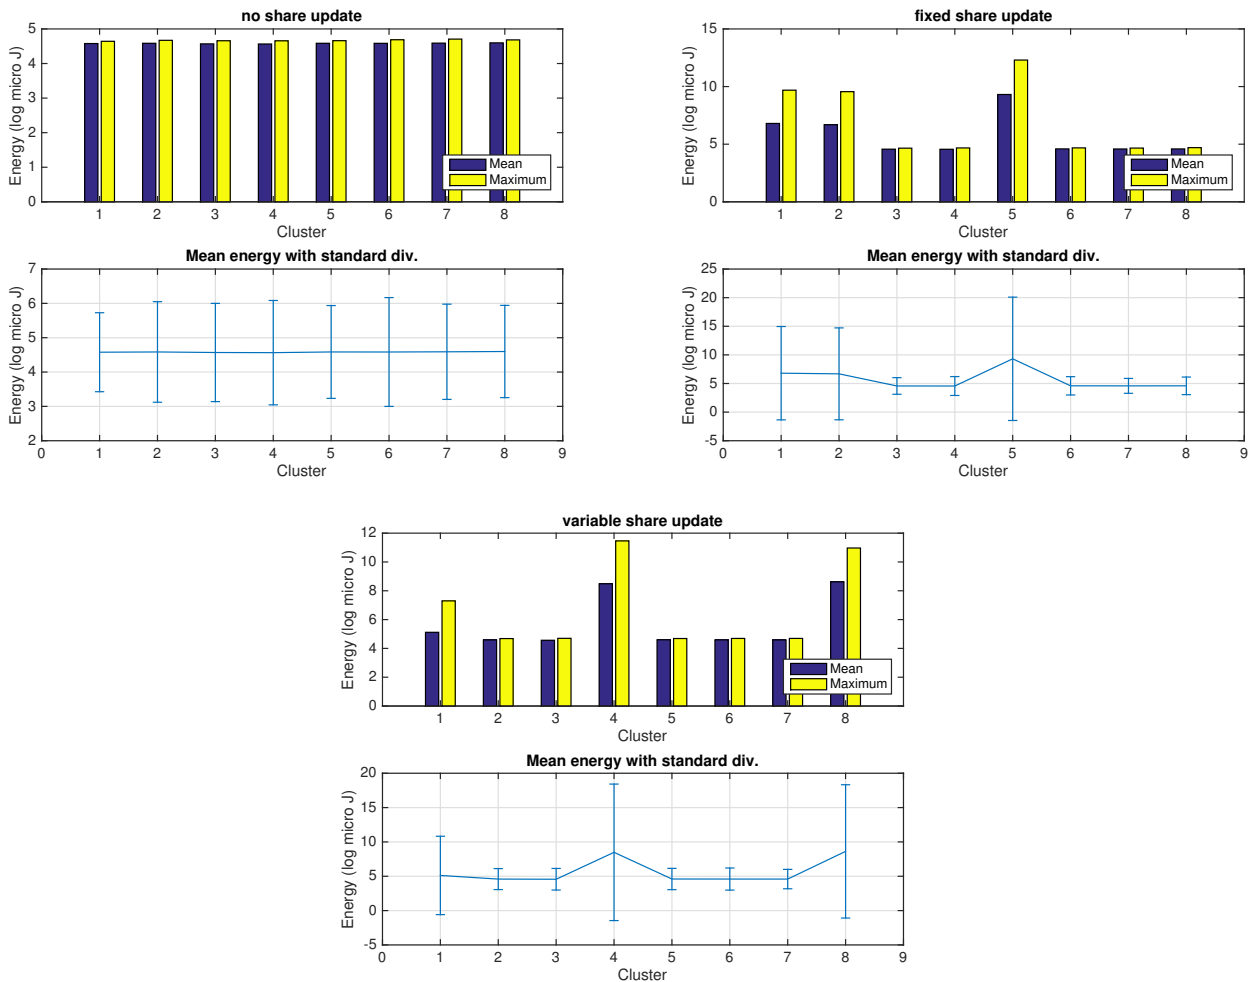 no share update
Energy (log micro J)
5
4
3
2
1
0
Mean
Maximum
1 2 3 4 5 6 7 8
Cluster
Mean energy with standard div.
Energy (log micro J)
7
6
5
4
3
2
0 1 2 3 4 5 6 7 8 9
Cluster
fixed share update
Energy (log micro J)
15
10
5
0
Mean
Maximum
1 2 3 4 5 6 7 8
Cluster
Mean energy with standard div.
Energy (log micro J)
25
20
15
10
5
0
-5
0 1 2 3 4 5 6 7 8 9
Cluster
variable share update
Energy (log micro J)
12
10
8
6
4
2
0
Mean
Maximum
1 2 3 4 5 6 7 8
Cluster
Mean energy with standard div.
Energy (log micro J)
20
15
10
5
0
-5
0 1 2 3 4 5 6 7 8 9
Cluster